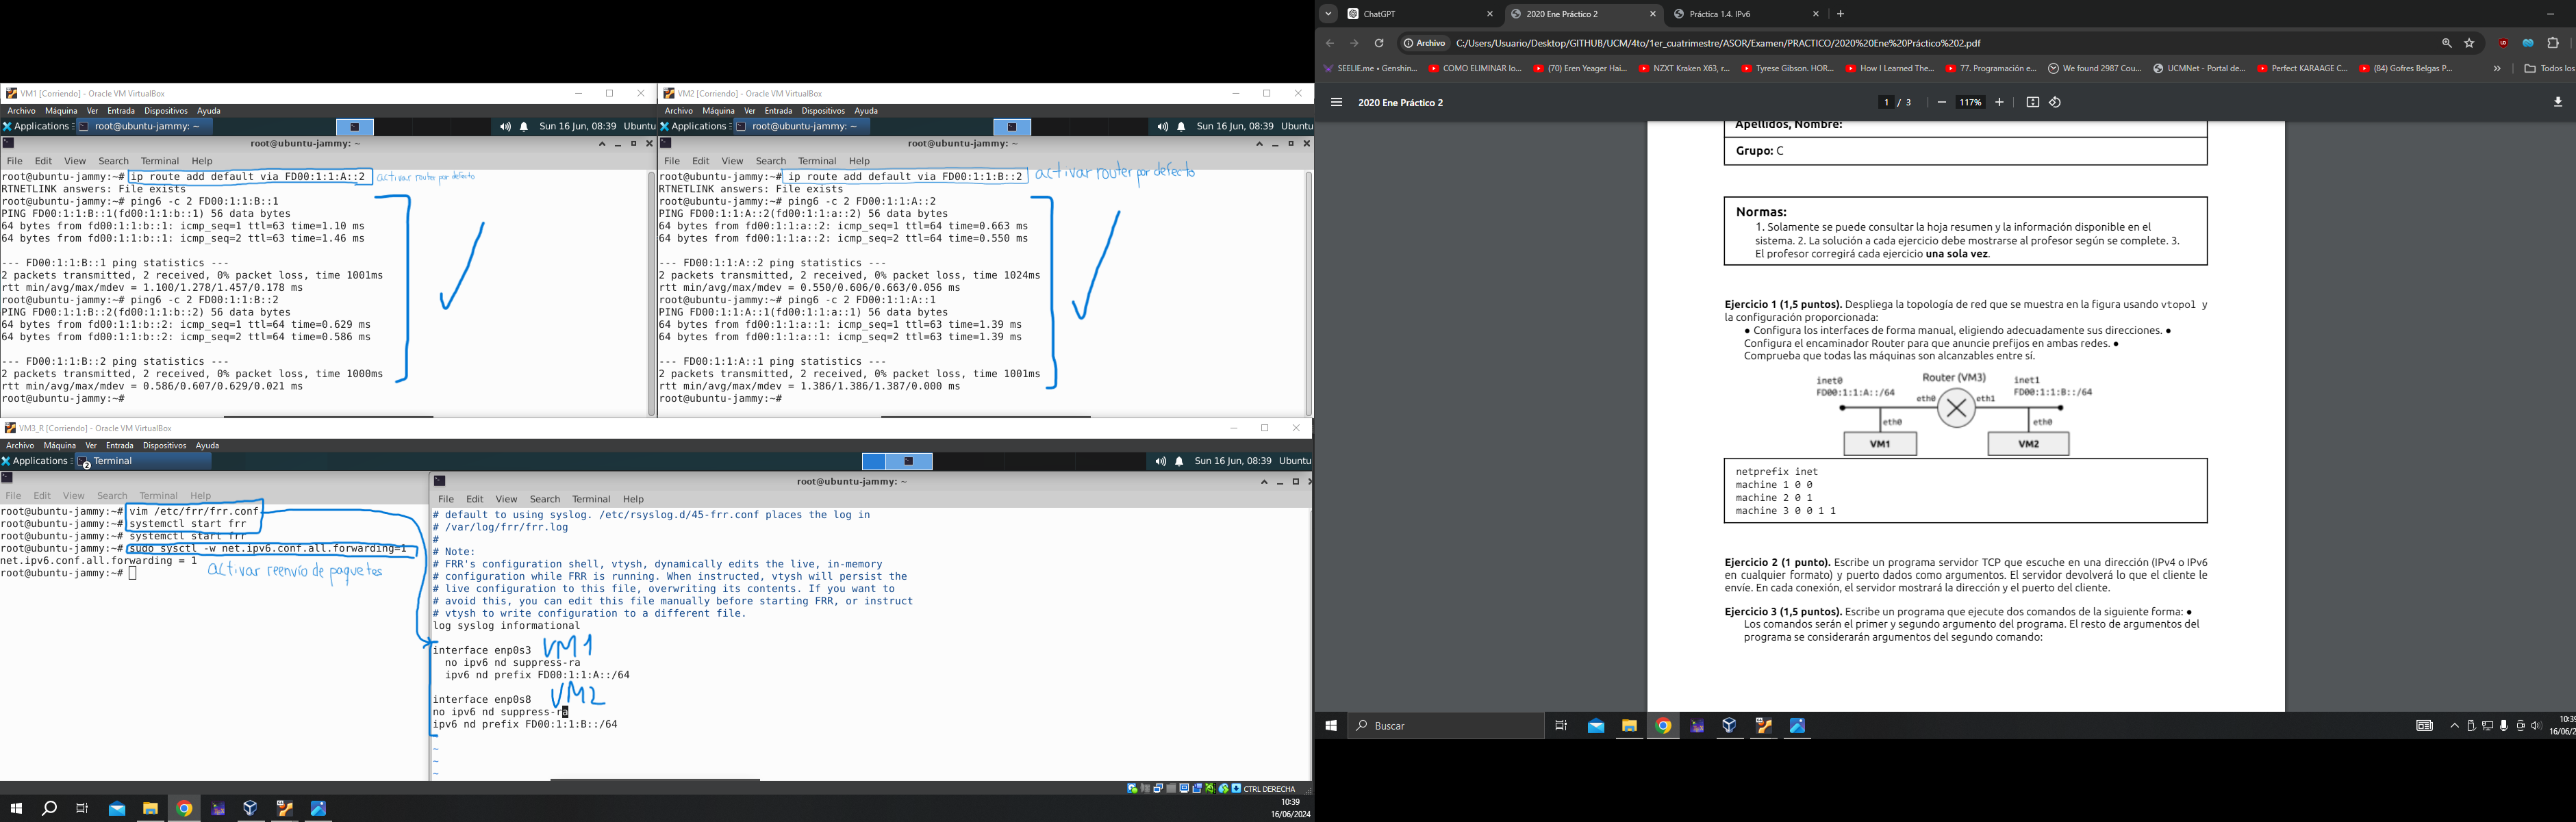 VM1 [Corriendo] - Oracle VM VirtualBox
Archivo Máquina Ver Entrada Dispositivos Ayuda
Applications root@ubuntu-jammy: ~ Sun 16 Jun, 08:39 Ubuntu
root@ubuntu-jammy: ~
File Edit View Search Terminal Help
root@ubuntu-jammy:~# ip route add default via FD00:1:1:A::2 activar router por defecto
RTNETLINK answers: File exists
root@ubuntu-jammy:~# ping6 -c 2 FD00:1:1:B::1
PING FD00:1:1:B::1(fd00:1:1:b::1) 56 data bytes
64 bytes from fd00:1:1:b::1: icmp_seq=1 ttl=63 time=1.10 ms
64 bytes from fd00:1:1:b::1: icmp_seq=2 ttl=63 time=1.46 ms
--- FD00:1:1:B::1 ping statistics ---
2 packets transmitted, 2 received, 0% packet loss, time 1001ms
rtt min/avg/max/mdev = 1.100/1.278/1.457/0.178 ms
root@ubuntu-jammy:~# ping6 -c 2 FD00:1:1:B::2
PING FD00:1:1:B::2(fd00:1:1:b::2) 56 data bytes
64 bytes from fd00:1:1:b::2: icmp_seq=1 ttl=64 time=0.629 ms
64 bytes from fd00:1:1:b::2: icmp_seq=2 ttl=64 time=0.586 ms
--- FD00:1:1:B::2 ping statistics ---
2 packets transmitted, 2 received, 0% packet loss, time 1000ms
rtt min/avg/max/mdev = 0.586/0.607/0.629/0.021 ms
root@ubuntu-jammy:~#
VM2 [Corriendo] - Oracle VM VirtualBox
Archivo Máquina Ver Entrada Dispositivos Ayuda
Applications root@ubuntu-jammy: ~ Sun 16 Jun, 08:39 Ubuntu
root@ubuntu-jammy: ~
File Edit View Search Terminal Help
root@ubuntu-jammy:~# ip route add default via FD00:1:1:B::2 activar router por defecto
RTNETLINK answers: File exists
root@ubuntu-jammy:~# ping6 -c 2 FD00:1:1:A::2
PING FD00:1:1:A::2(fd00:1:1:a::2) 56 data bytes
64 bytes from fd00:1:1:a::2: icmp_seq=1 ttl=64 time=0.663 ms
64 bytes from fd00:1:1:a::2: icmp_seq=2 ttl=64 time=0.550 ms
--- FD00:1:1:A::2 ping statistics ---
2 packets transmitted, 2 received, 0% packet loss, time 1024ms
rtt min/avg/max/mdev = 0.550/0.606/0.663/0.056 ms
root@ubuntu-jammy:~# ping6 -c 2 FD00:1:1:A::1
PING FD00:1:1:A::1(fd00:1:1:a::1) 56 data bytes
64 bytes from fd00:1:1:a::1: icmp_seq=1 ttl=63 time=1.39 ms
64 bytes from fd00:1:1:a::1: icmp_seq=2 ttl=63 time=1.39 ms
--- FD00:1:1:A::1 ping statistics ---
2 packets transmitted, 2 received, 0% packet loss, time 1001ms
rtt min/avg/max/mdev = 1.386/1.386/1.387/0.000 ms
root@ubuntu-jammy:~#
VM3_R [Corriendo] - Oracle VM VirtualBox
Archivo Máquina Ver Entrada Dispositivos Ayuda
Applications 2 Terminal Sun 16 Jun, 08:39 Ubuntu
File Edit View Search Terminal Help
root@ubuntu-jammy:~# vim /etc/frr/frr.conf
root@ubuntu-jammy:~# systemctl start frr
root@ubuntu-jammy:~# systemctl start frr
root@ubuntu-jammy:~# sudo sysctl -w net.ipv6.conf.all.forwarding=1
net.ipv6.conf.all.forwarding = 1
root@ubuntu-jammy:~#
activar reenvío de paquetes
root@ubuntu-jammy: ~
File Edit View Search Terminal Help
# default to using syslog. /etc/rsyslog.d/45-frr.conf places the log in
# /var/log/frr/frr.log
#
# Note:
# FRR's configuration shell, vtysh, dynamically edits the live, in-memory
# configuration while FRR is running. When instructed, vtysh will persist the
# live configuration to this file, overwriting its contents. If you want to
# avoid this, you can edit this file manually before starting FRR, or instruct
# vtysh to write configuration to a different file.
log syslog informational
interface enp0s3 VM1
no ipv6 nd suppress-ra
ipv6 nd prefix FD00:1:1:A::/64
interface enp0s8 VM2
no ipv6 nd suppress-ra
ipv6 nd prefix FD00:1:1:B::/64
~
~
~
CTRL DERECHA
10:39
16/06/2024
ChatGPT 2020 Ene Práctico 2 Práctica 1.4. IPv6
Archivo C:/Users/Usuario/Desktop/GITHUB/UCM/4to/1er_cuatrimestre/ASOR/Examen/PRACTICO/2020%20Ene%20Práctico%202.pdf
SEELIE.me • Genshin... COMO ELIMINAR lo... (70) Eren Yeager Hai... NZXT Kraken X63, r... Tyrese Gibson. HOR... How I Learned The... 77. Programación e... We found 2987 Cou... UCMNet - Portal de... Perfect KARAAGE C... (84) Gofres Belgas P... » Todos los
2020 Ene Práctico 2 1 / 3 117%
Apellidos, Nombre:
Grupo: C
Normas:
1. Solamente se puede consultar la hoja resumen y la información disponible en el
sistema. 2. La solución a cada ejercicio debe mostrarse al profesor según se complete. 3.
El profesor corregirá cada ejercicio una sola vez.
Ejercicio 1 (1,5 puntos). Despliega la topología de red que se muestra en la figura usando vtopol y
la configuración proporcionada:
● Configura los interfaces de forma manual, eligiendo adecuadamente sus direcciones. ●
Configura el encaminador Router para que anuncie prefijos en ambas redes. ●
Comprueba que todas las máquinas son alcanzables entre sí.
inet0 Router (VM3) inet1
FD00:1:1:A::/64 FD00:1:1:B::/64
eth0 eth1
eth0 eth0
VM1 VM2
netprefix inet
machine 1 0 0
machine 2 0 1
machine 3 0 0 1 1
Ejercicio 2 (1 punto). Escribe un programa servidor TCP que escuche en una dirección (IPv4 o IPv6
en cualquier formato) y puerto dados como argumentos. El servidor devolverá lo que el cliente le
envíe. En cada conexión, el servidor mostrará la dirección y el puerto del cliente.
Ejercicio 3 (1,5 puntos). Escribe un programa que ejecute dos comandos de la siguiente forma: ●
Los comandos serán el primer y segundo argumento del programa. El resto de argumentos del
programa se considerarán argumentos del segundo comando:
Buscar
10:39
16/06/2